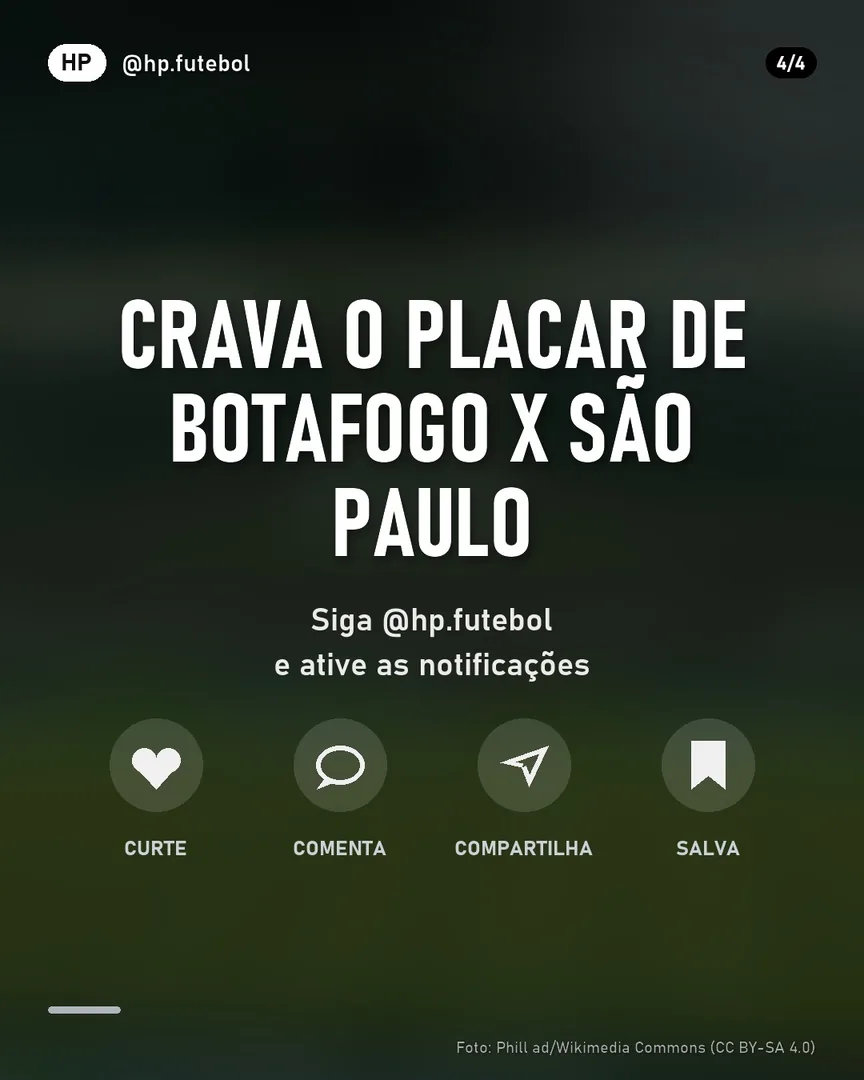 HP @hp.futebol 4/4
CRAVA O PLACAR DE
BOTAFOGO X SÃO
PAULO
Siga @hp.futebol
e ative as notificações
CURTE COMENTA COMPARTILHA SALVA
Foto: Phill ad/Wikimedia Commons (CC BY-SA 4.0)